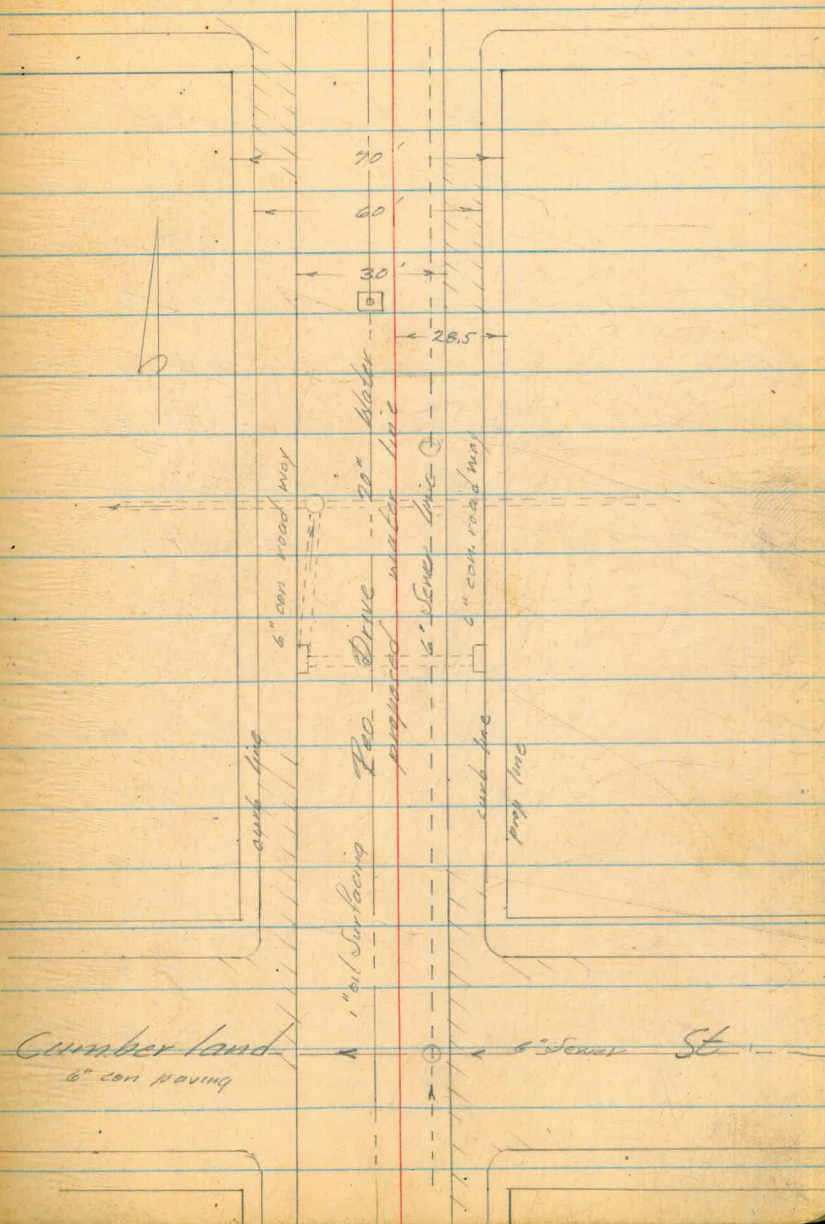 70'
60'
30'
28.5
20" Water
6" con road way
6" con. road way
Drive
proposed water line
6" Sewer line
curb line
curb line
prop line
1" oil Surfacing
Cumberland St
6" Sewer
6" con paving